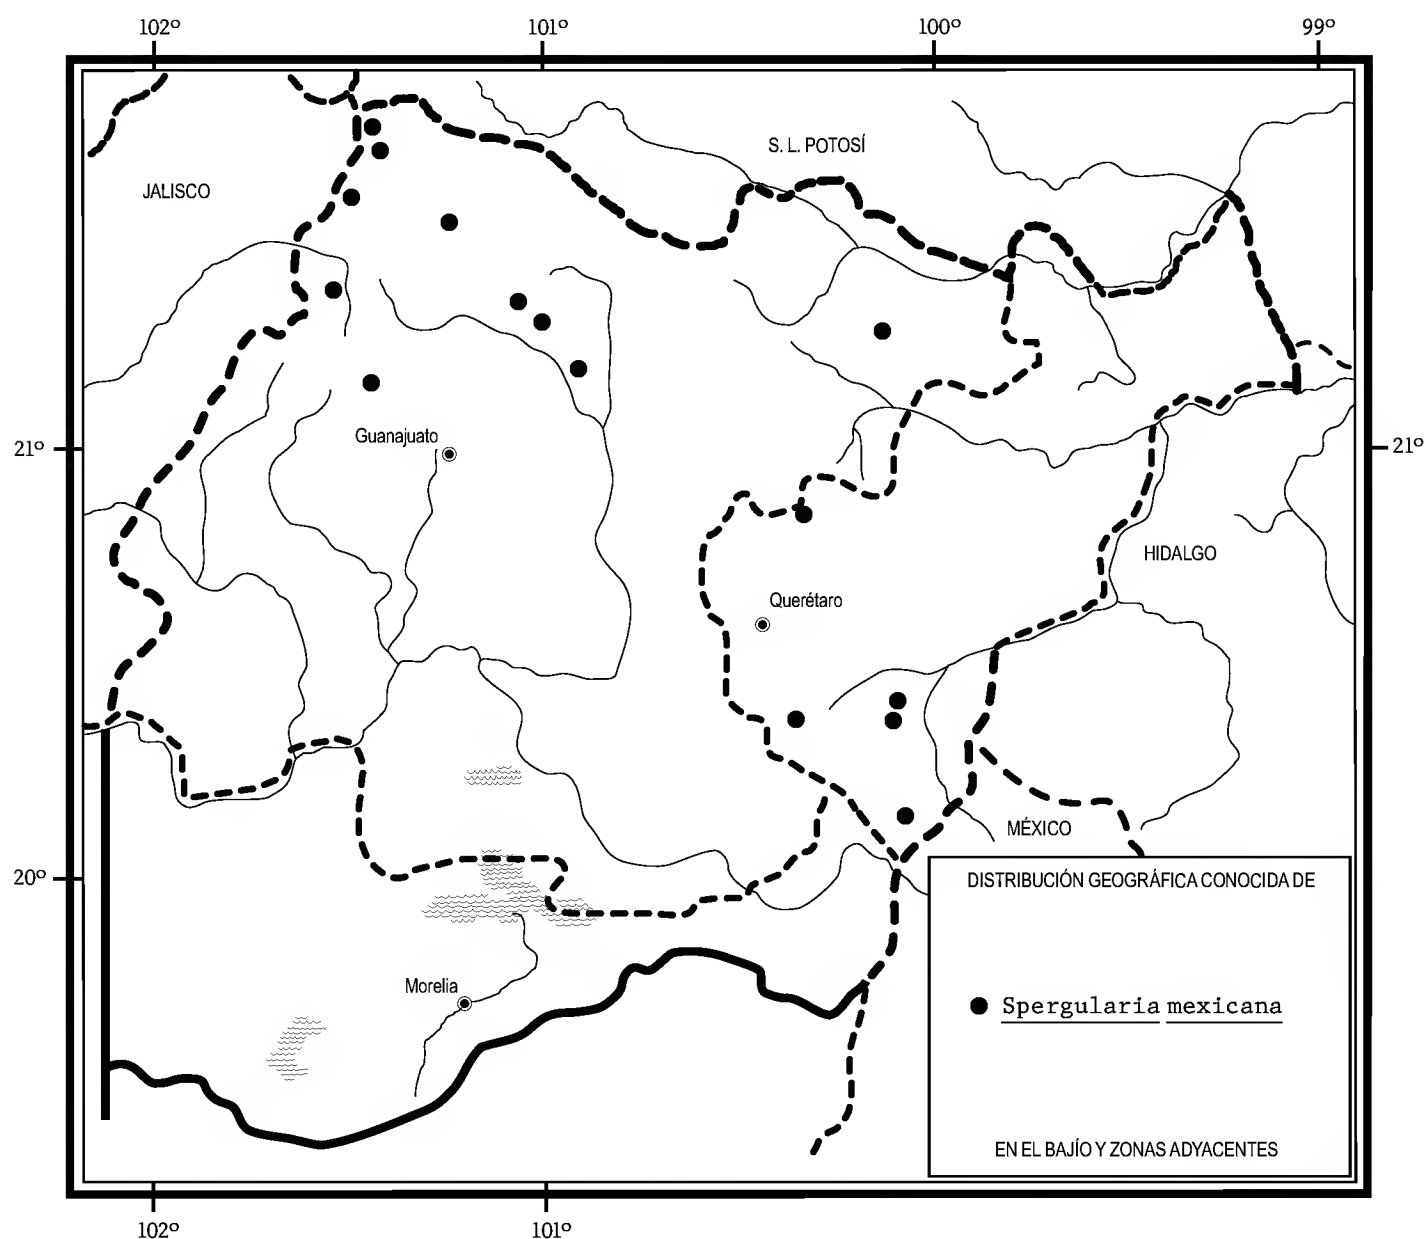 102º 101º 100º 99º
S. L. POTOSÍ
JALISCO
Guanajuato
21º 21º
HIDALGO
Querétaro
MÉXICO
20º
DISTRIBUCIÓN GEOGRÁFICA CONOCIDA DE
Morelia
Spergularia mexicana
EN EL BAJÍO Y ZONAS ADYACENTES
102º 101º